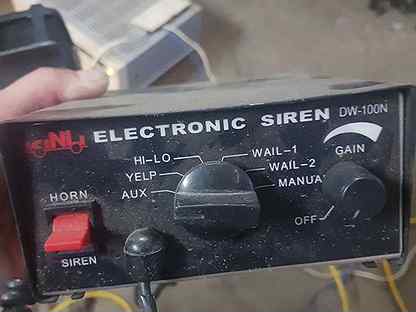 ELECTRONIC SIREN DW-100N
HI-LO
WAIL-1
GAIN
YELP
WAIL-2
AUX
MANUA
HORN
OFF
SIREN